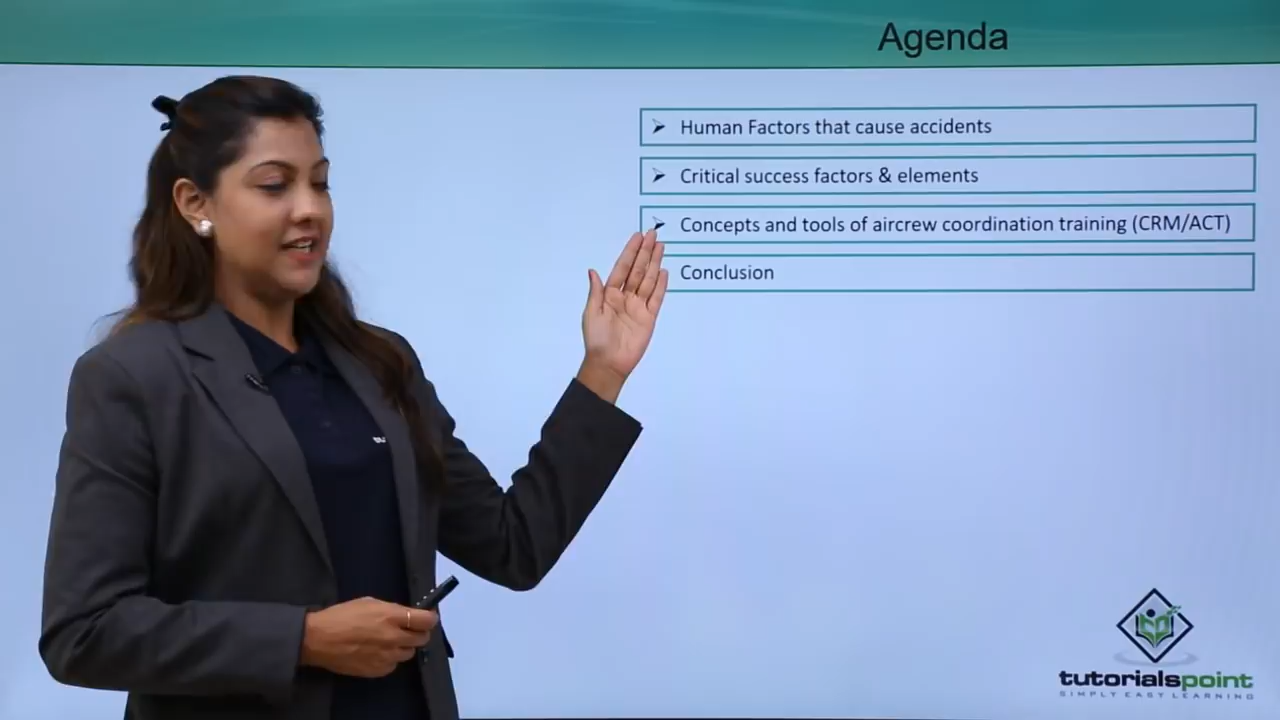 Agenda
Human Factors that cause accidents
Critical success factors & elements
Concepts and tools of aircrew coordination training (CRM/ACT)
Conclusion
tutorialspoint
SIMPLY EASY LEARNING